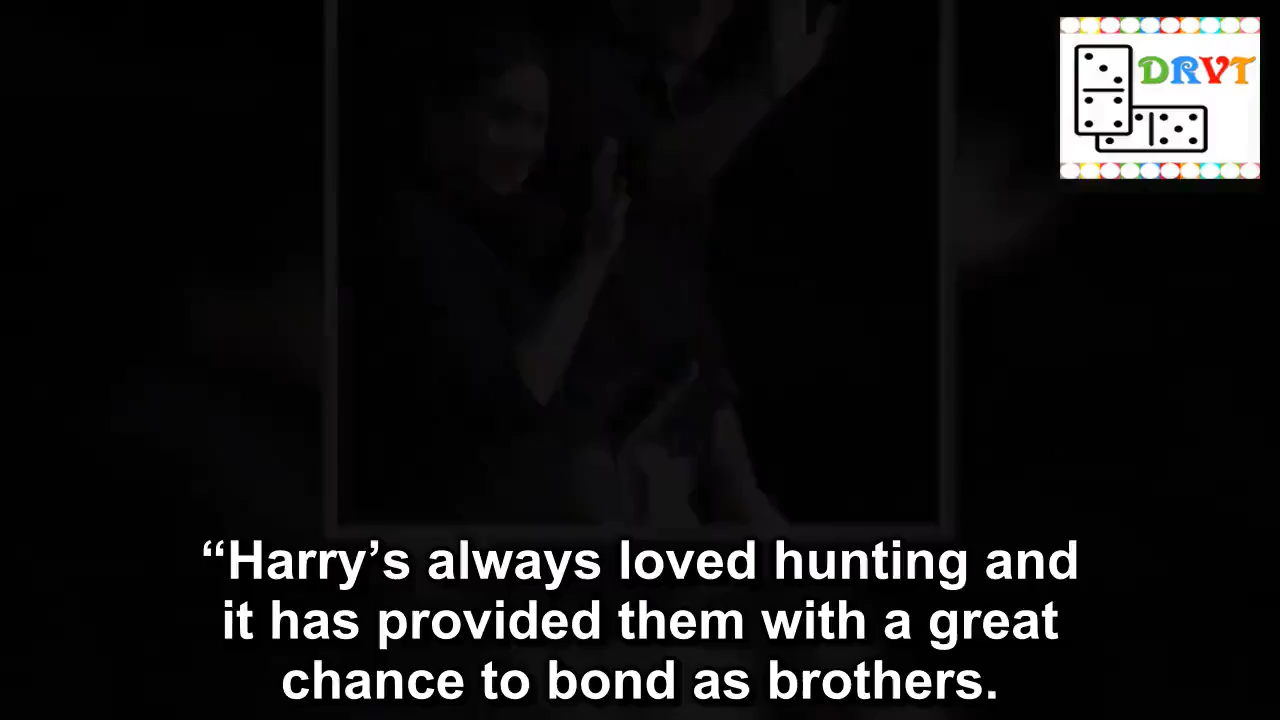 DRVT
“Harry’s always loved hunting and
it has provided them with a great
chance to bond as brothers.